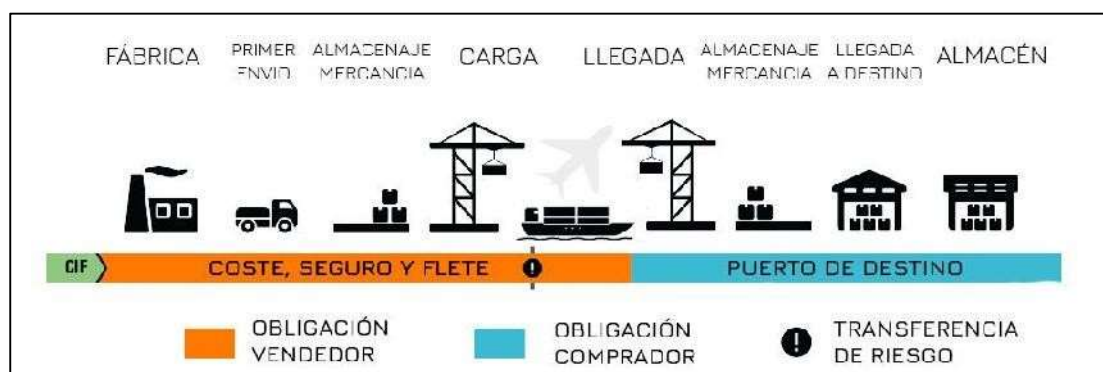 FÁBRICA
PRIMER
ENVIO
ALMACENAJE
MERCANCIA
CARGA
LLEGADA
ALMACENAJE
MERCANCIA
LLEGADA
A DESTINO
ALMACÉN
CIF
COSTE, SEGURO Y FLETE
!
PUERTO DE DESTINO
OBLIGACIÓN
VENDEDOR
OBLIGACIÓN
COMPRADOR
!
TRANSFERENCIA
DE RIESGO